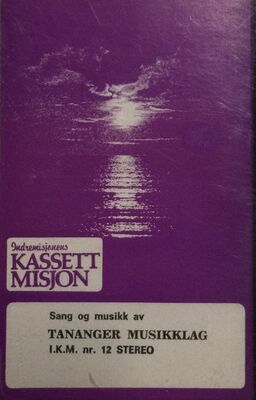 Indremisjonens
KASSETT
MISJON
Sang og musikk av
TANANGER MUSIKKLAG
I.K.M. nr. 12 STEREO